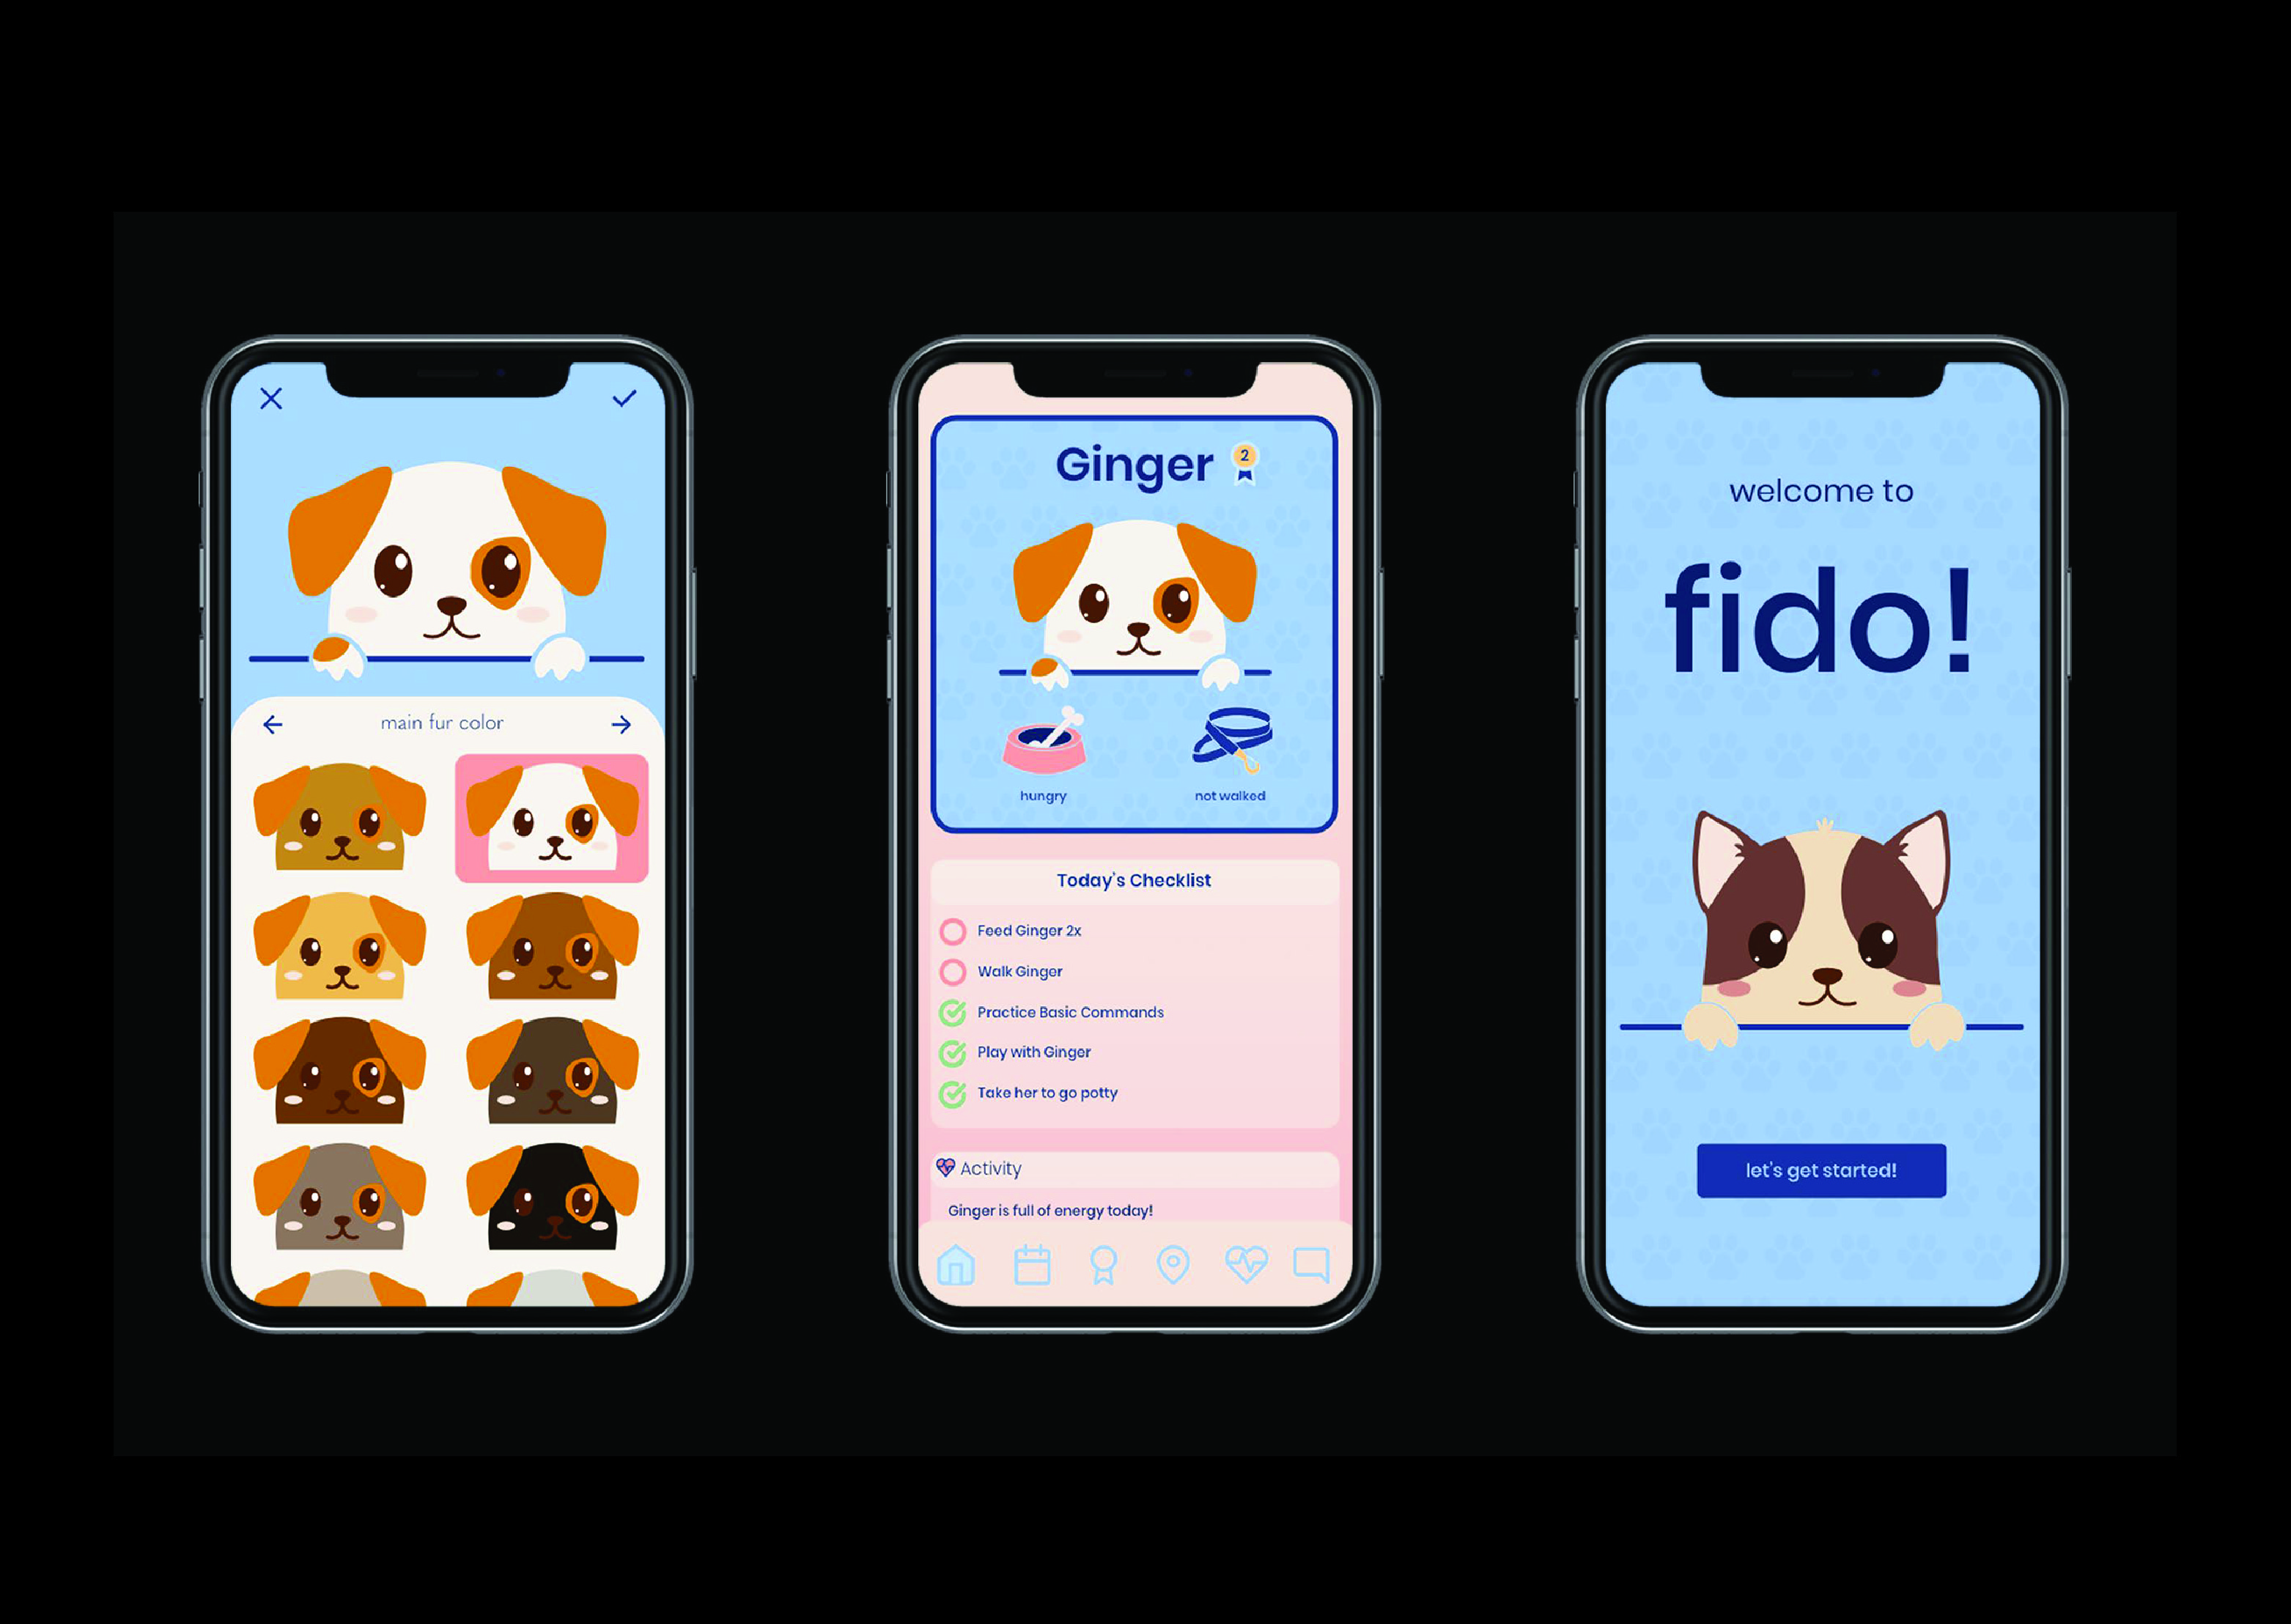 main fur color
Ginger 2
hungry
not walked
Today's Checklist
Feed Ginger 2x
Walk Ginger
Practice Basic Commands
Play with Ginger
Take her to go potty
Activity
Ginger is full of energy today!
welcome to
fido!
let's get started!